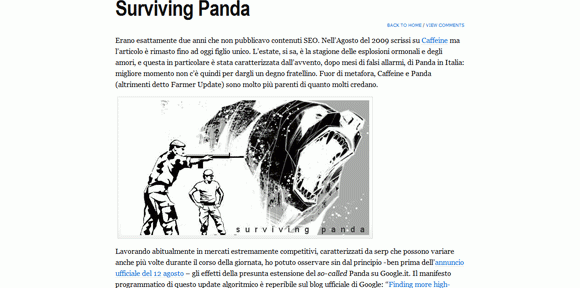 Surviving Panda
BACK TO HOME / VIEW COMMENTS
Erano esattamente due anni che non pubblicavo contenuti SEO. Nell'Agosto del 2009 scrissi su Caffeine ma
l'articolo è rimasto fino ad oggi figlio unico. L'estate, si sa, è la stagione delle esplosioni ormonali e degli
amori, e questa in particolare è stata caratterizzata dall'avvento, dopo mesi di falsi allarmi, di Panda in Italia:
migliore momento non c'è quindi per dargli un degno fratellino. Fuor di metafora, Caffeine e Panda
(altrimenti detto Farmer Update) sono molto più parenti di quanto molti credano.
surviving panda
Lavorando abitualmente in mercati estremamente competitivi, caratterizzati da serp che possono variare
anche più volte durante il corso della giornata, ho potuto osservare sin dal principio -ben prima dell'annuncio
ufficiale del 12 agosto – gli effetti della presunta estensione del so-called Panda su Google.it. Il manifesto
programmatico di questo update algoritmico è reperibile sul blog ufficiale di Google: "Finding more high-